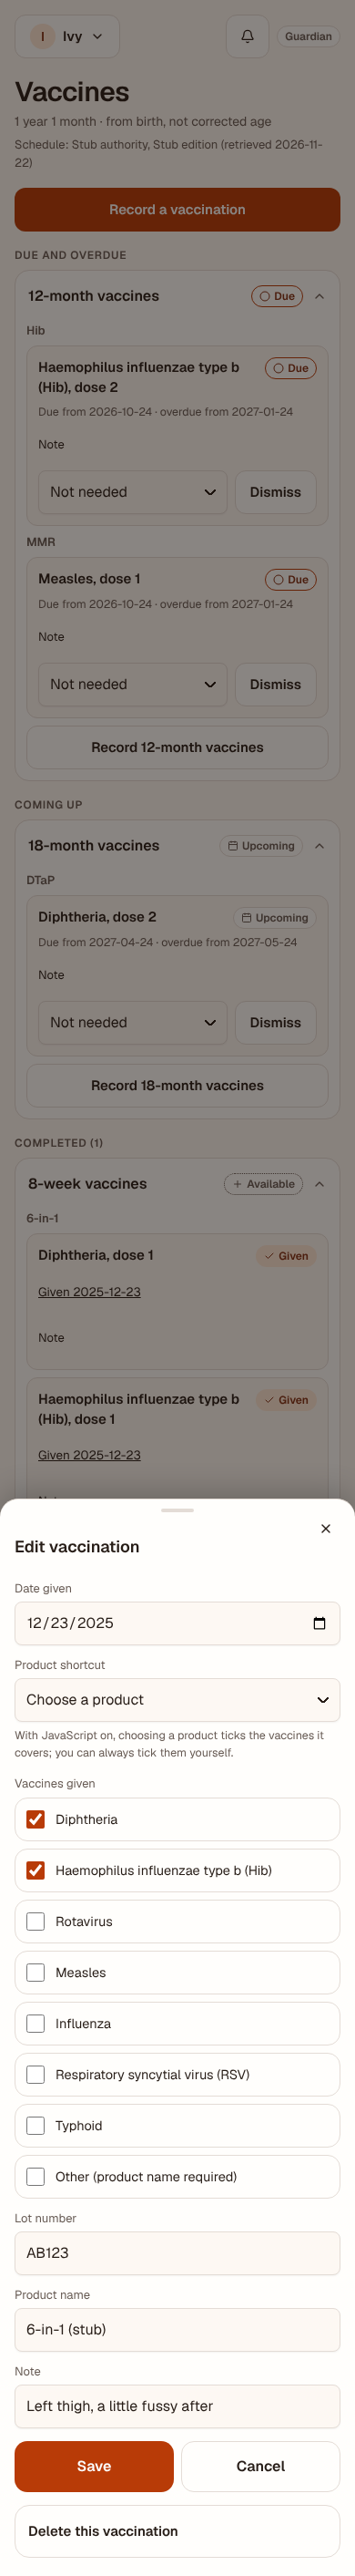 I Ivy
Guardian
Vaccines
1 year 1 month · from birth, not corrected age
Schedule: Stub authority, Stub edition (retrieved 2026-11-
22)
Record a vaccination
DUE AND OVERDUE
12-month vaccines
Due
Hib
Haemophilus influenzae type b
(Hib), dose 2
Due
Due from 2026-10-24 · overdue from 2027-01-24
Note
Not needed
Dismiss
MMR
Measles, dose 1
Due
Due from 2026-10-24 · overdue from 2027-01-24
Note
Not needed
Dismiss
Record 12-month vaccines
COMING UP
18-month vaccines
Upcoming
DTaP
Diphtheria, dose 2
Upcoming
Due from 2027-04-24 · overdue from 2027-05-24
Note
Not needed
Dismiss
Record 18-month vaccines
COMPLETED (1)
8-week vaccines
Available
6-in-1
Diphtheria, dose 1
Given
Given 2025-12-23
Note
Haemophilus influenzae type b
(Hib), dose 1
Given
Given 2025-12-23
Edit vaccination
Date given
12/23/2025
Product shortcut
Choose a product
With JavaScript on, choosing a product ticks the vaccines it
covers; you can always tick them yourself.
Vaccines given
Diphtheria
Haemophilus influenzae type b (Hib)
Rotavirus
Measles
Influenza
Respiratory syncytial virus (RSV)
Typhoid
Other (product name required)
Lot number
AB123
Product name
6-in-1 (stub)
Note
Left thigh, a little fussy after
Save
Cancel
Delete this vaccination